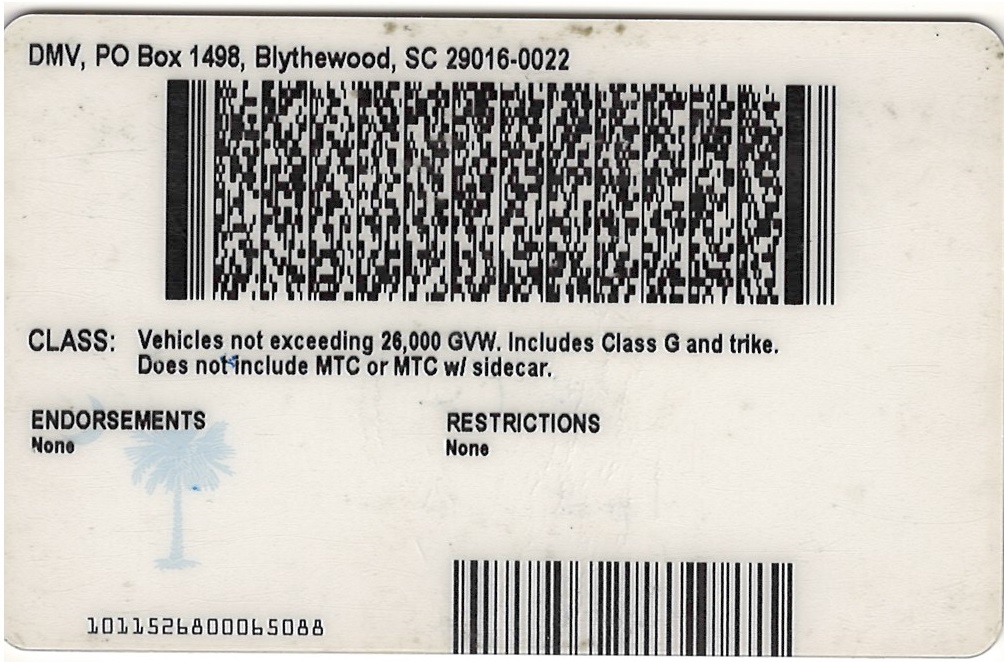 DMV, PO Box 1498, Blythewood, SC 29016-0022
CLASS: Vehicles not exceeding 26,000 GVW. Includes Class G and trike.
Does not include MTC or MTC w/ sidecar.
ENDORSEMENTS
None
RESTRICTIONS
None
1011526800065088